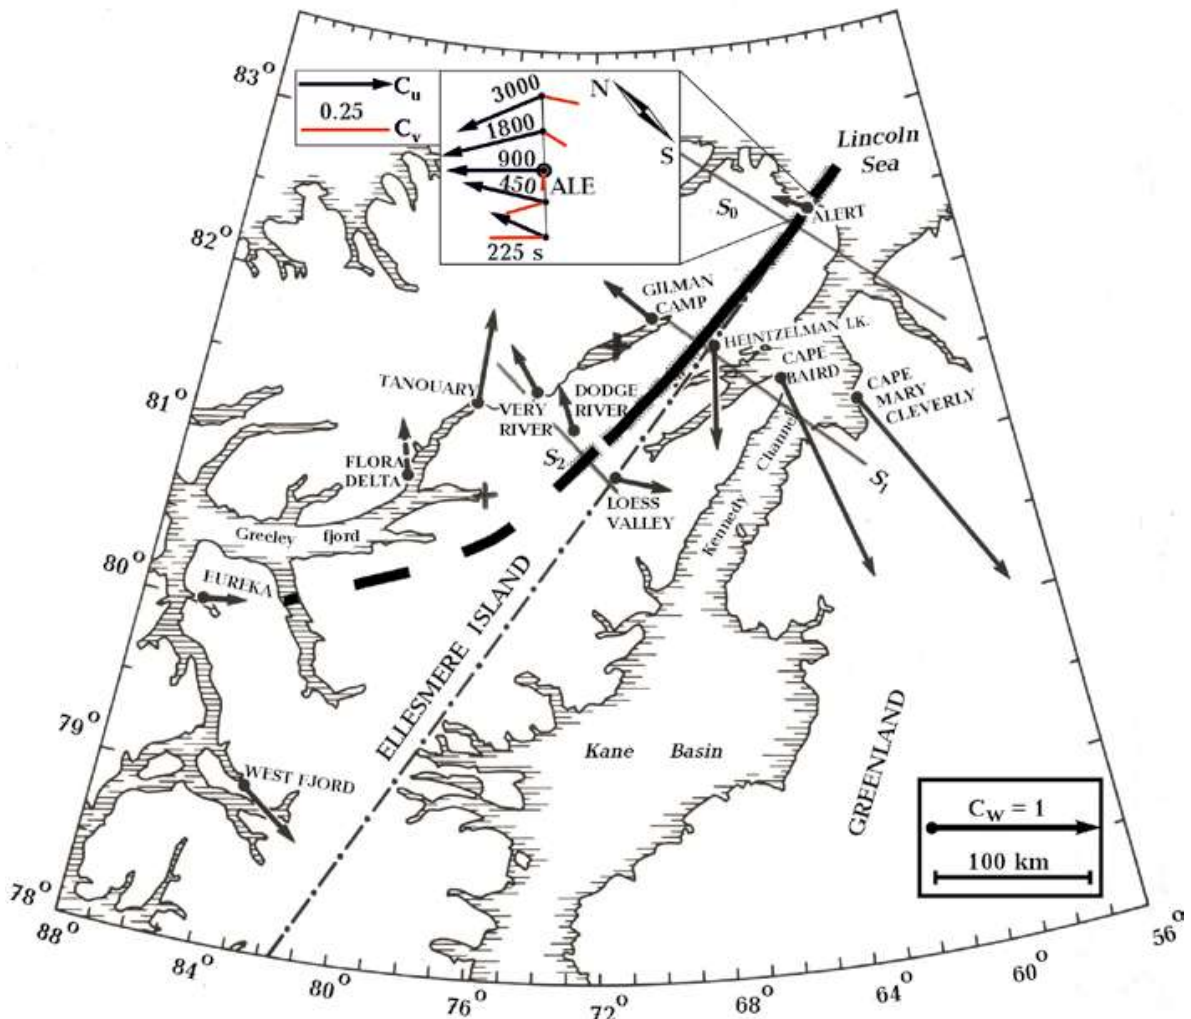 83°
82°
81°
80°
79°
78°
88°
84°
80°
76°
72°
68°
64°
60°
56°
Cu
0.25
Cv
3000
1800
900
450
ALE
225 s
N
S
Lincoln
Sea
S0
ALERT
GILMAN
CAMP
HEINTZELMAN LK.
CAPE
BAIRD
CAPE
MARY
CLEVERLY
TANQUARY
VERY
RIVER
DODGE
RIVER
S2
S1
FLORA
DELTA
LOESS
VALLEY
Kennedy Channel
Greeley fjord
EUREKA
ELLESMERE ISLAND
WEST FJORD
Kane Basin
GREENLAND
CW = 1
100 km